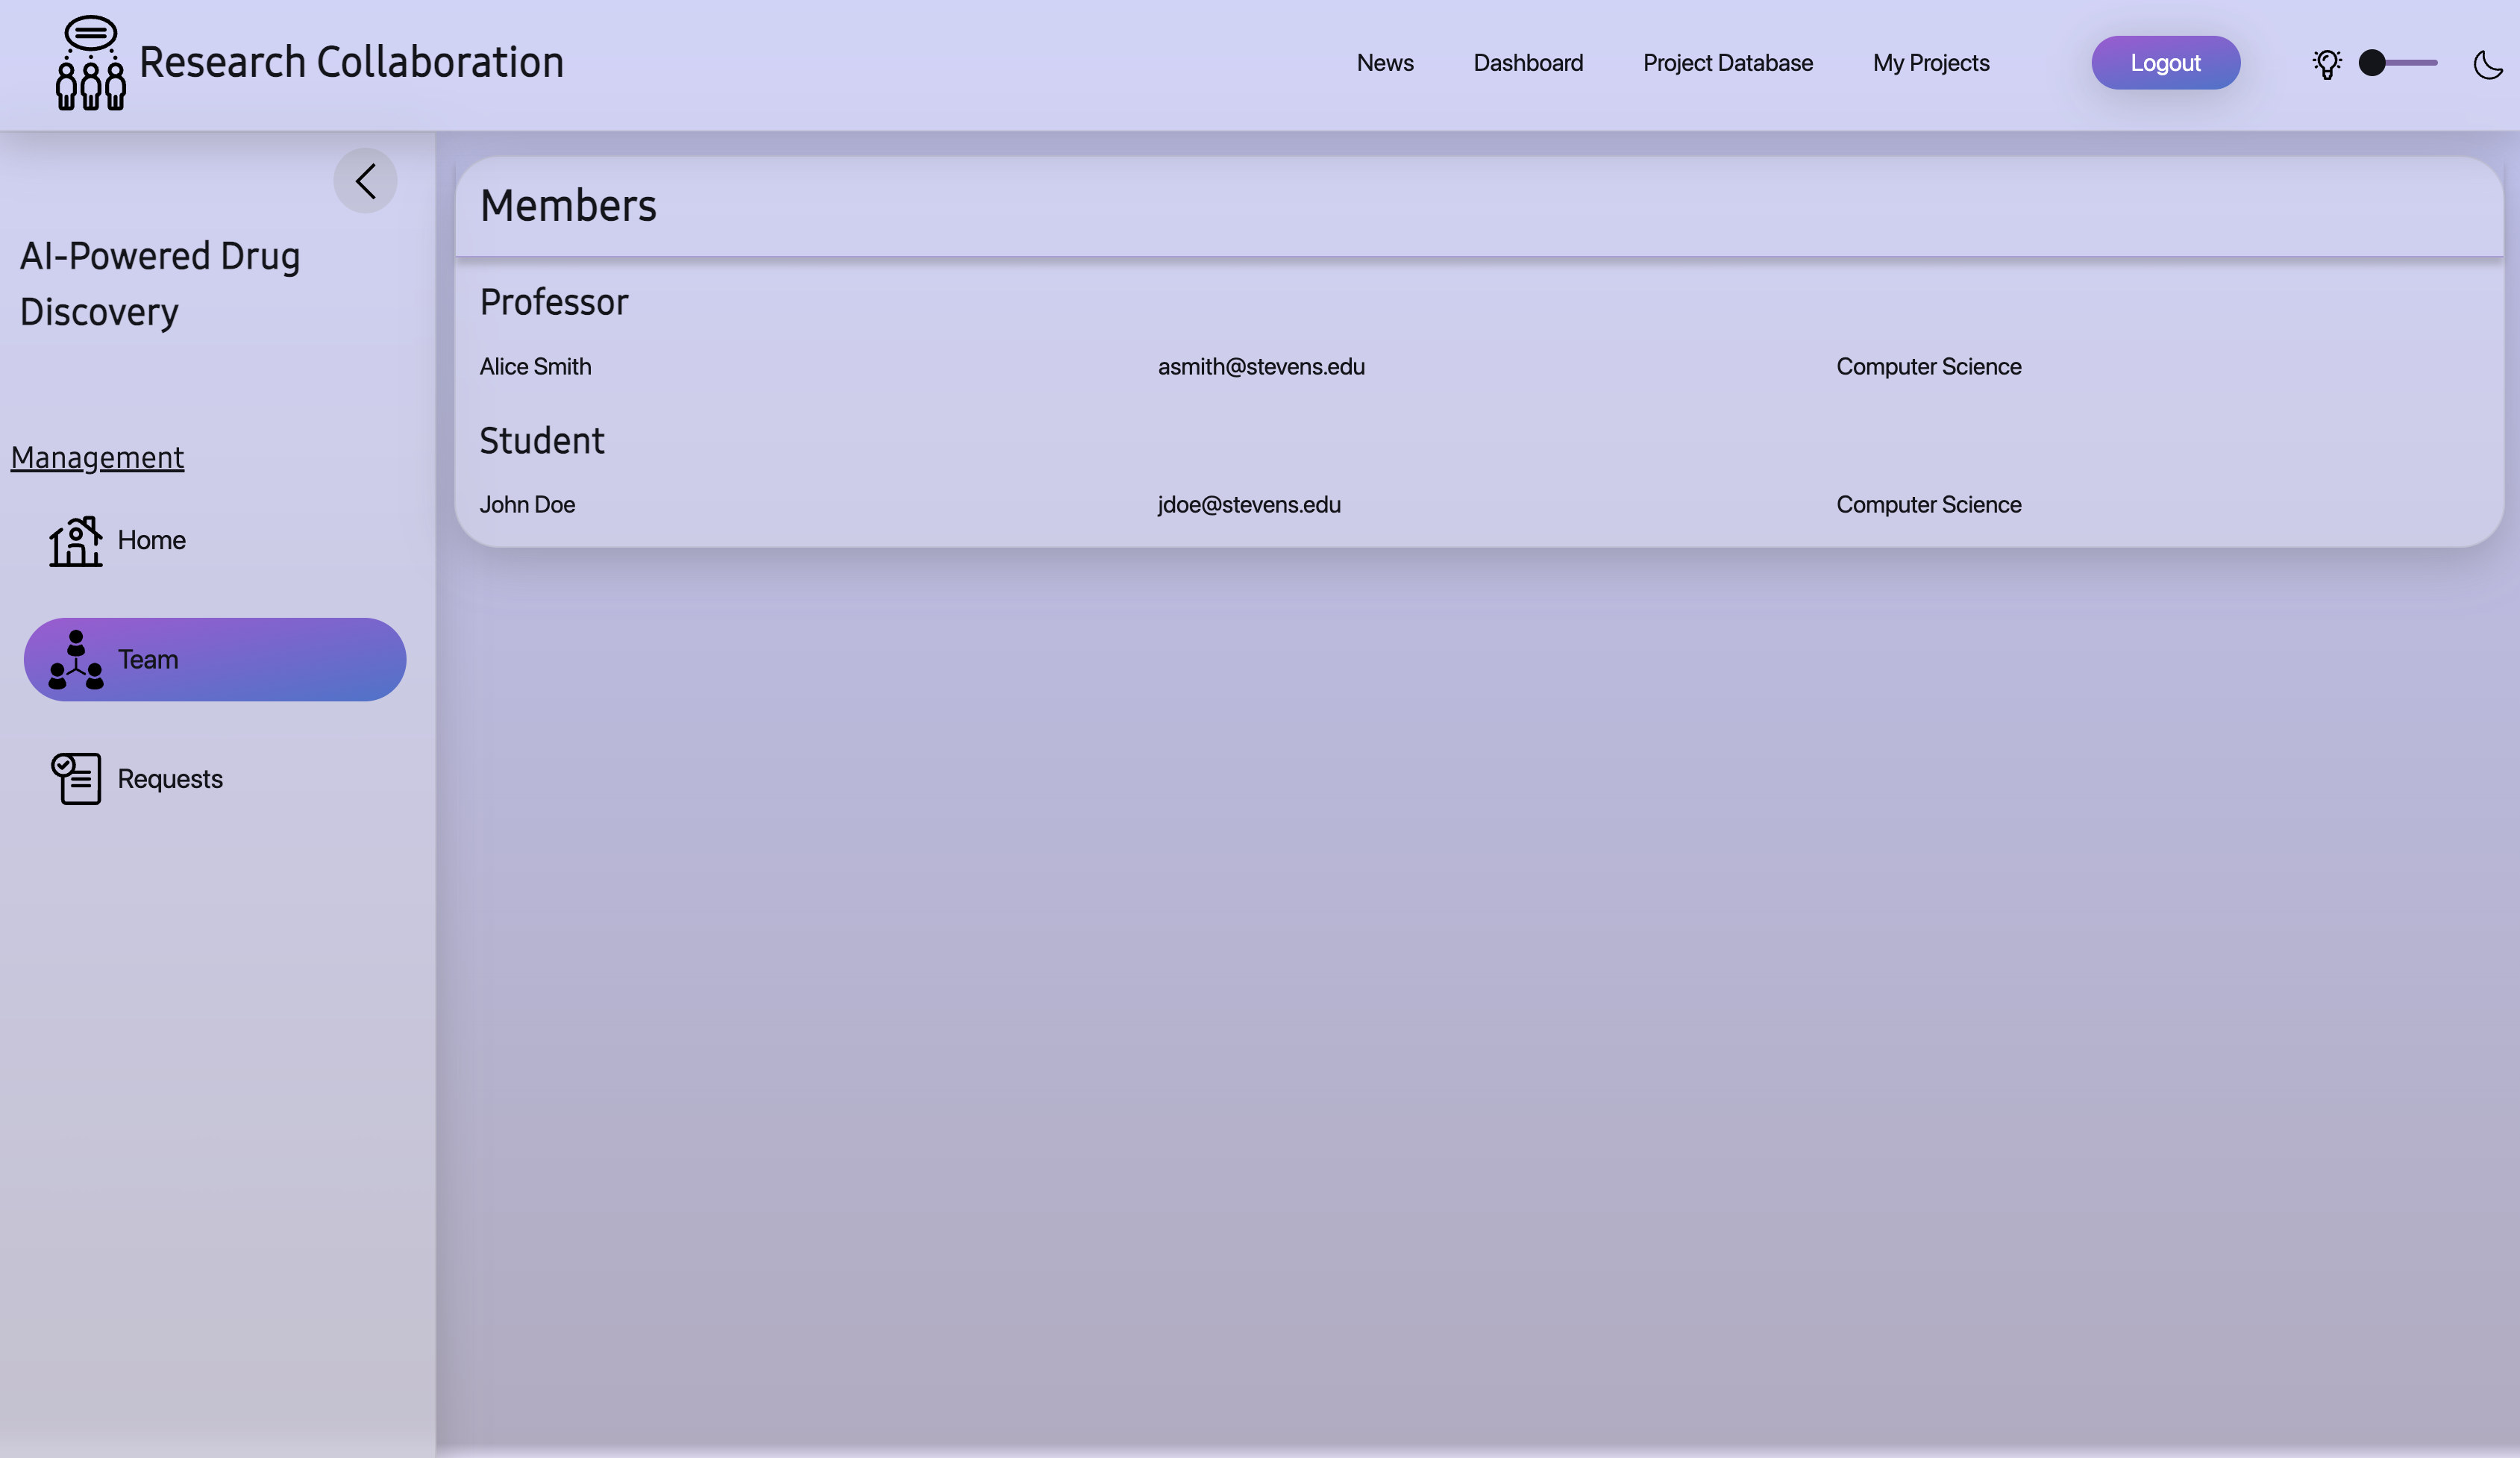 Research Collaboration
News Dashboard Project Database My Projects Logout
AI-Powered Drug
Discovery
Management
Home
Team
Requests
Members
Professor
Alice Smith asmith@stevens.edu Computer Science
Student
John Doe jdoe@stevens.edu Computer Science